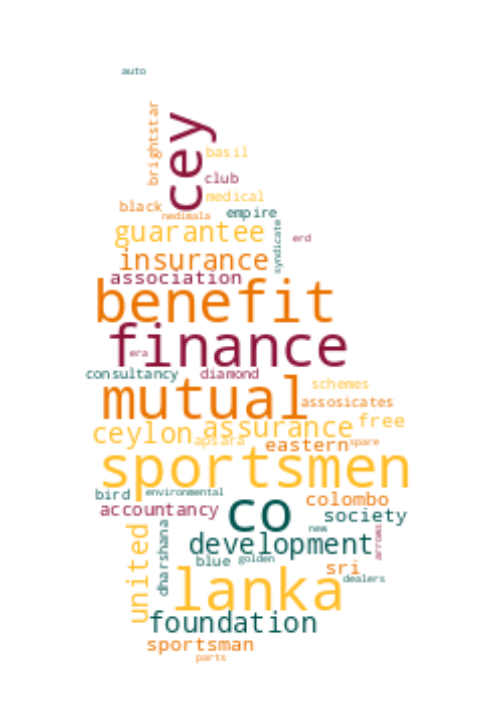 auto
brightstar
cey
basil
club
medical
black
nedimala
empire
guarantee
syndicate
erd
insurance
association
benefit
finance
era
consultancy
diamond
mutual
schemes
assosicates
ceylon
assurance
free
apsara
eastern
spare
sportsmen
bird
environmental
colombo
accountancy
co
society
united
dharshana
new
arrows
development
blue
golden
sri
dealers
lanka
foundation
sportsman
parts